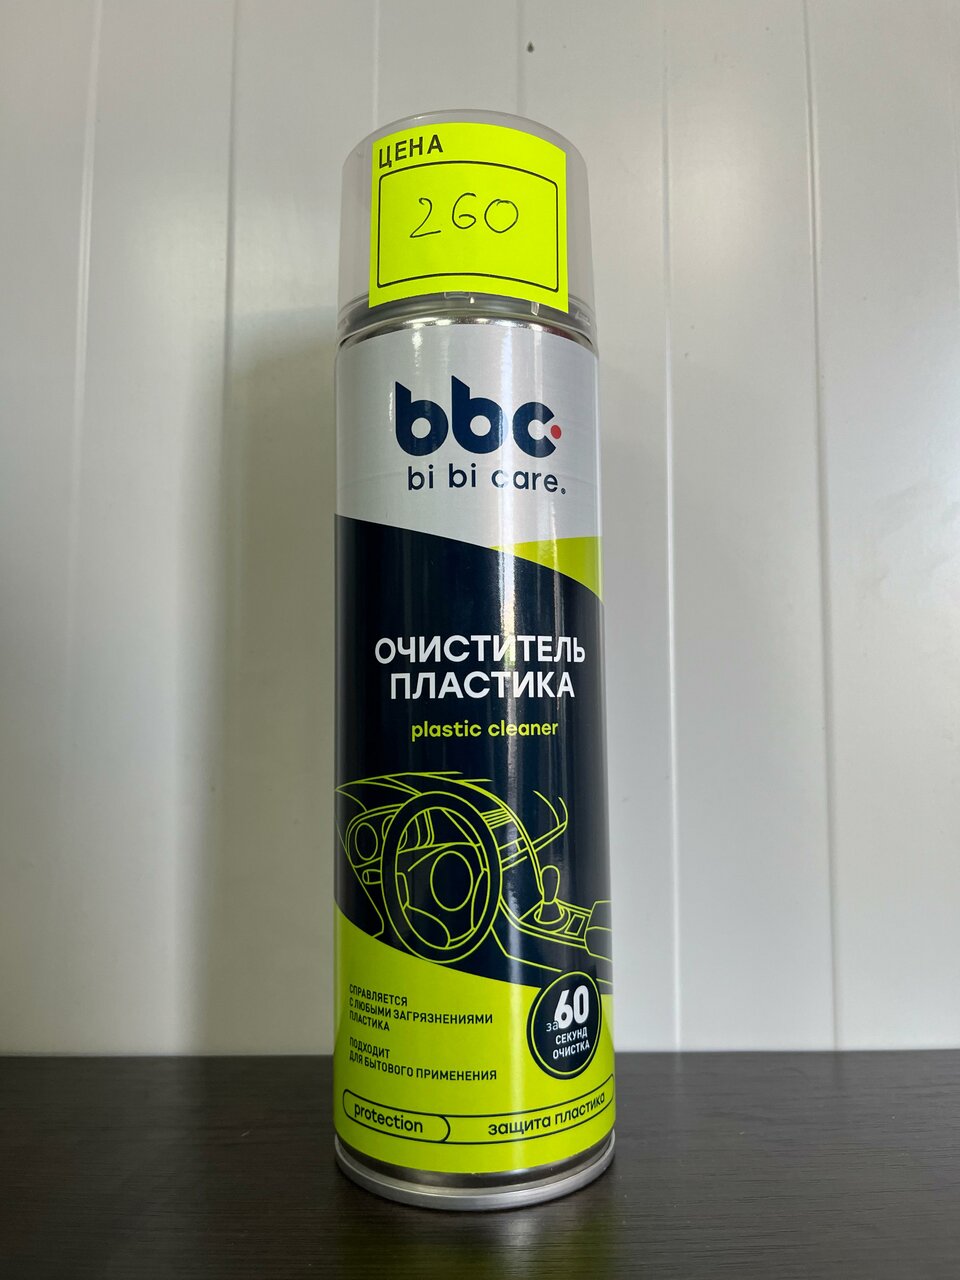 ЦЕНА
260
bbc
bi bi care®
ОЧИСТИТЕЛЬ
ПЛАСТИКА
plastic cleaner
СПРАВЛЯЕТСЯ
С ЛЮБЫМИ ЗАГРЯЗНЕНИЯМИ
ПЛАСТИКА
ПОДХОДИТ
ДЛЯ БЫТОВОГО ПРИМЕНЕНИЯ
за 60
СЕКУНД
ОЧИСТКА
protection
защита пластика